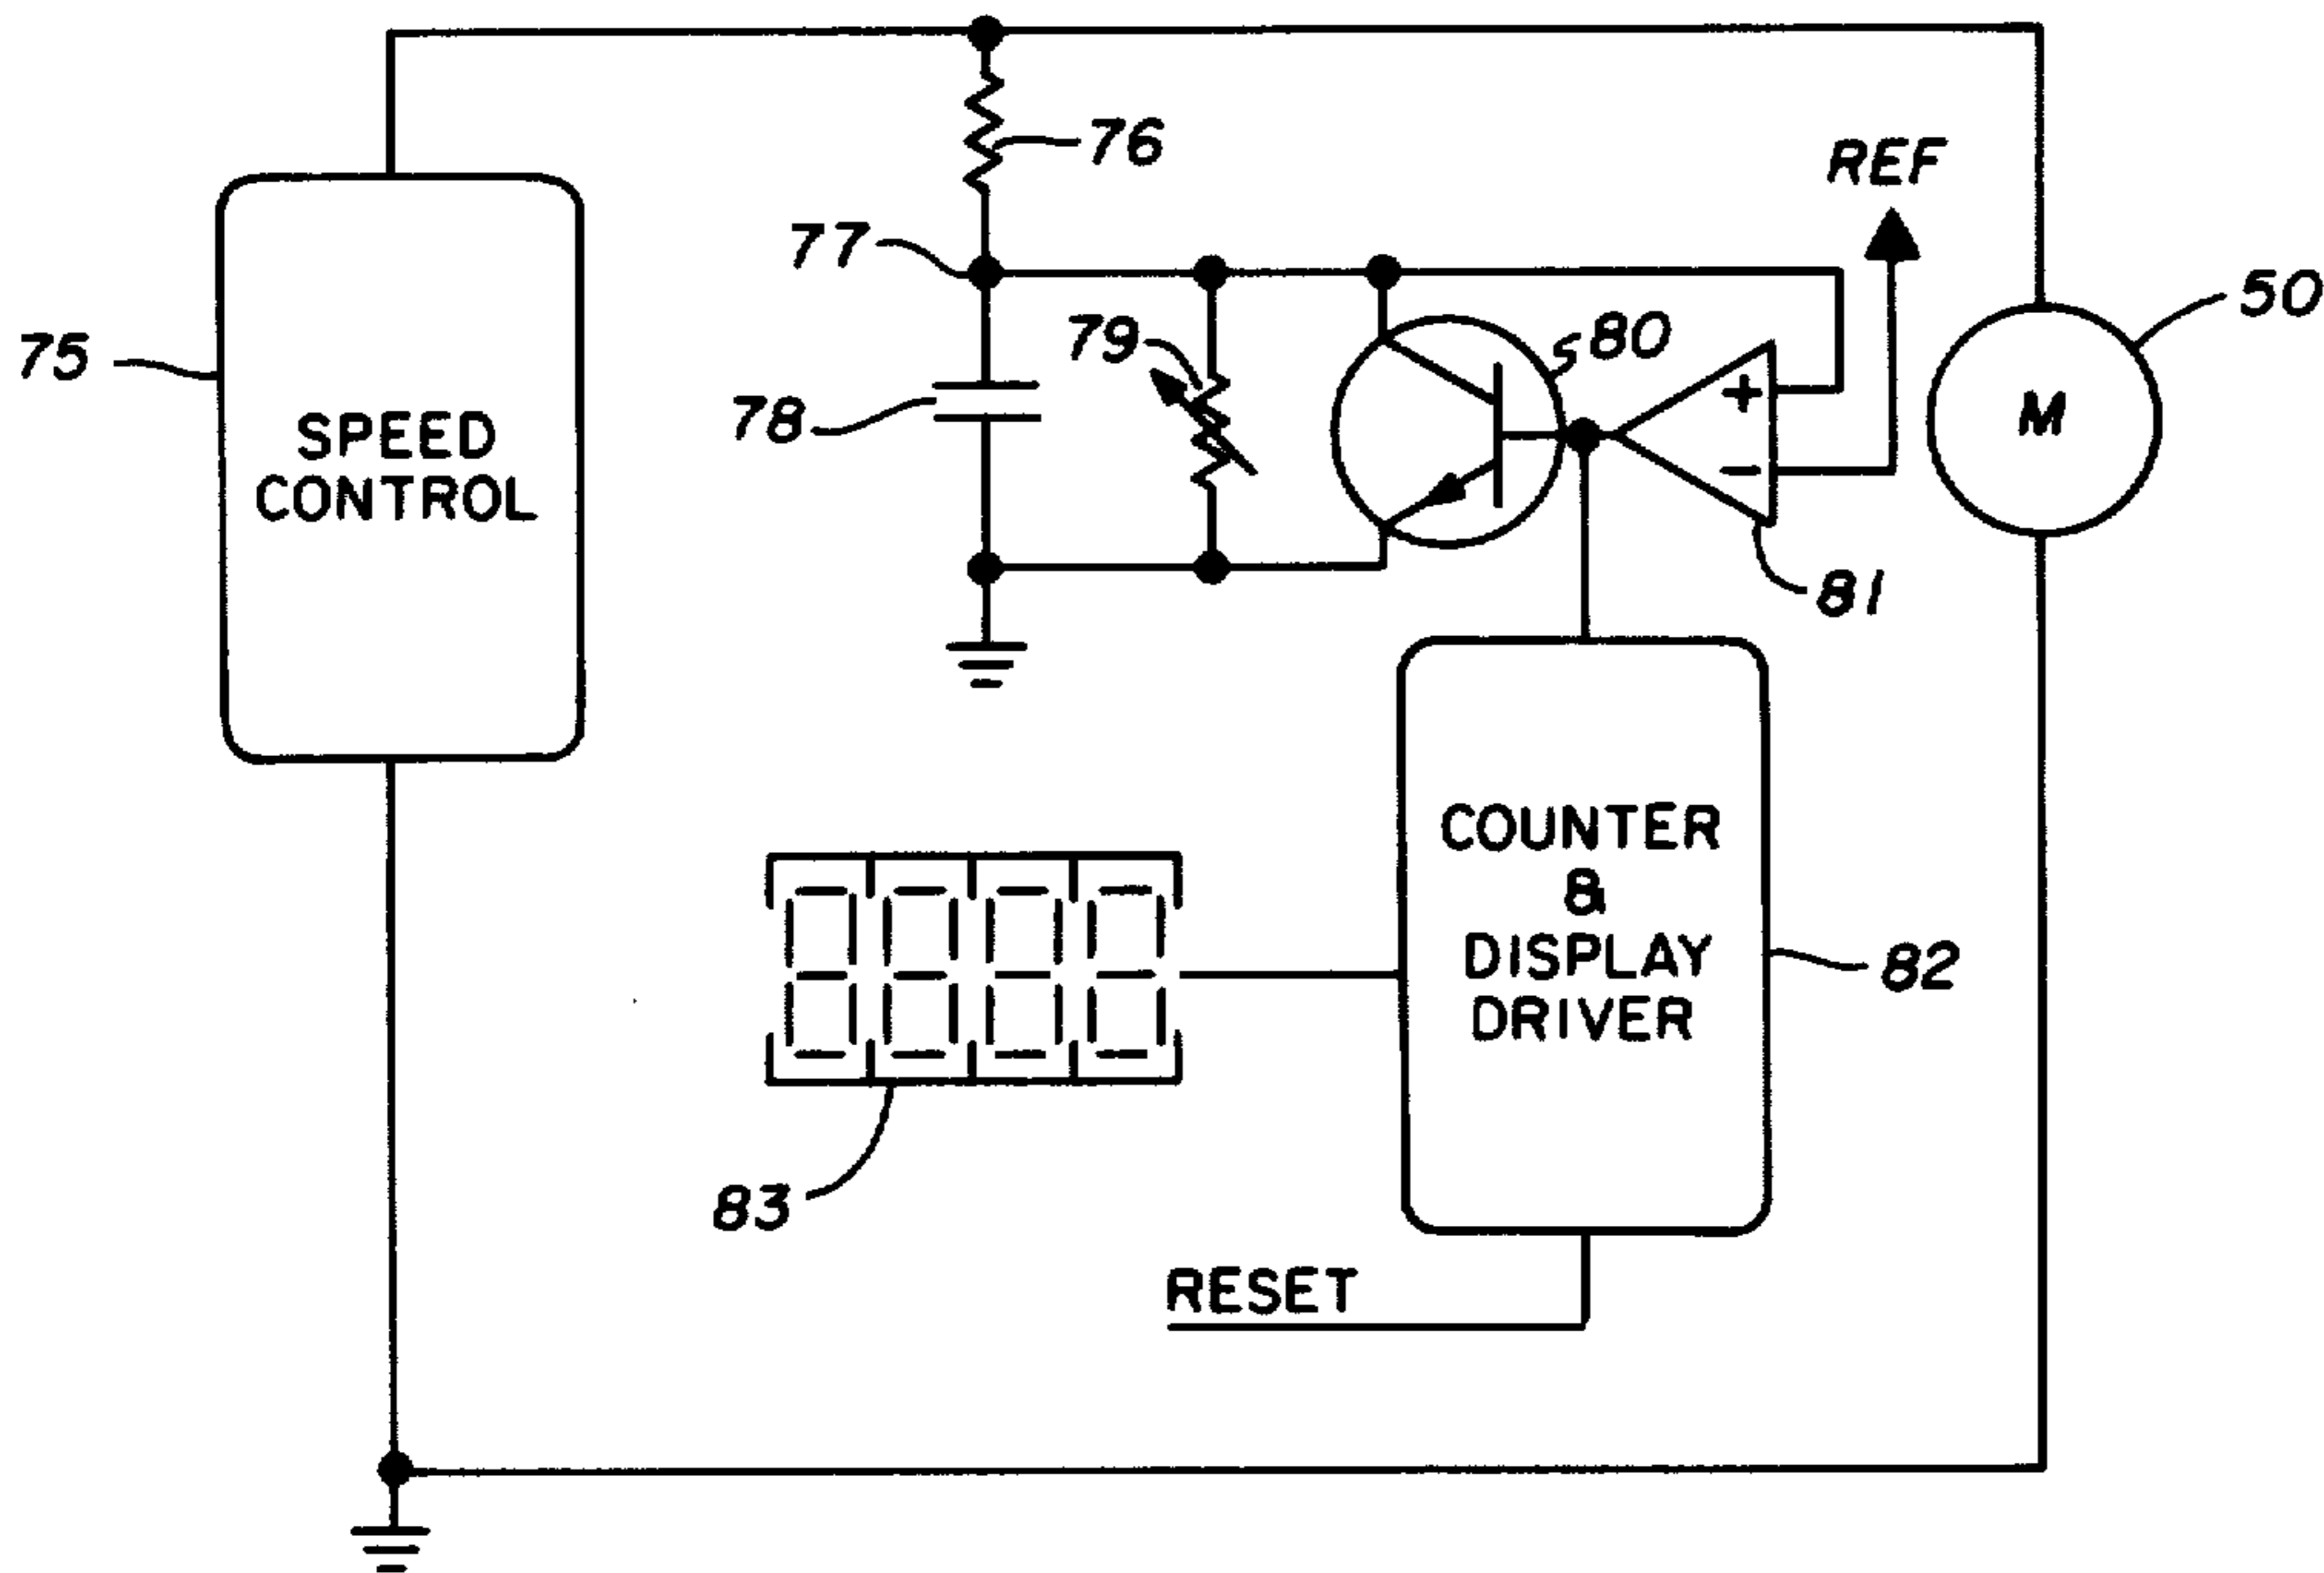 76
REF
77
50
75
79
80
78
SPEED
CONTROL
+
M
−
81
COUNTER
&
DISPLAY
DRIVER
82
83
RESET